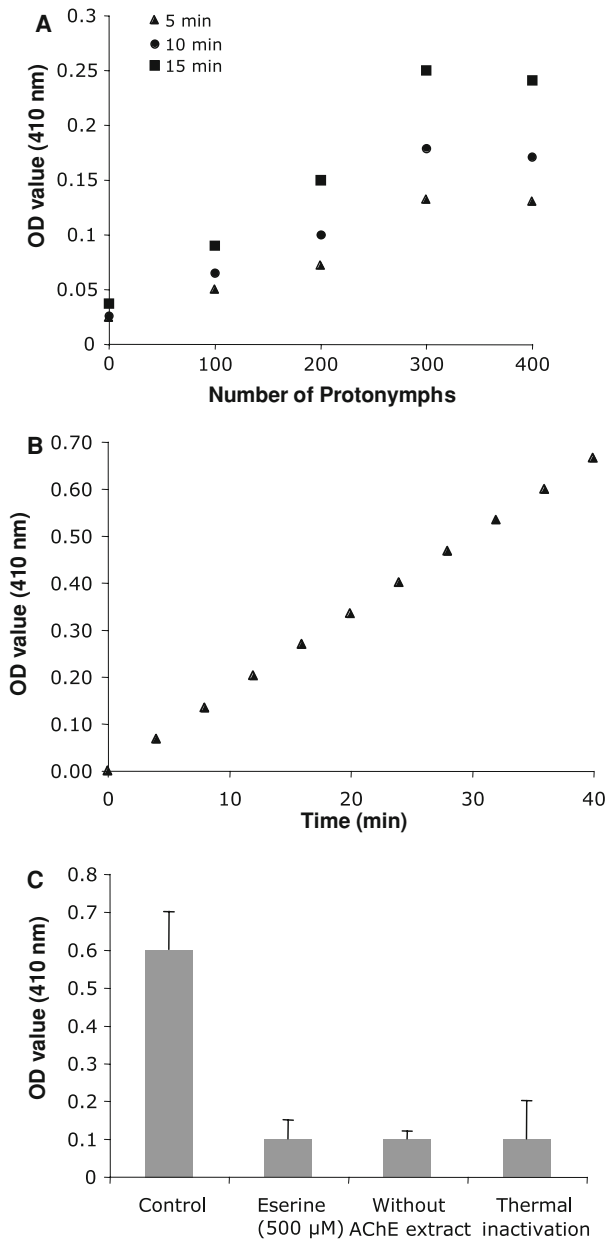 A
▲ 5 min
● 10 min
■ 15 min
0.3
0.25
0.2
0.15
0.1
0.05
0
OD value (410 nm)
0 100 200 300 400
Number of Protonymphs
B
0.70
0.60
0.50
0.40
0.30
0.20
0.10
0.00
OD value (410 nm)
0 10 20 30 40
Time (min)
C
0.8
0.7
0.6
0.5
0.4
0.3
0.2
0.1
0
OD value (410 nm)
Control Eserine Without Thermal
(500 µM) AChE extract inactivation